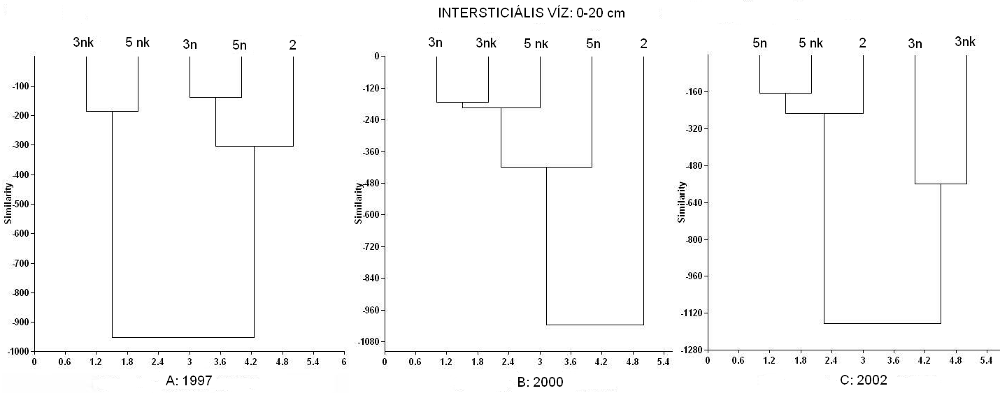 INTERSTICIÁLIS VÍZ: 0-20 cm
3nk 5 nk 3n 5n 2
-100
-200
-300
-400
-500
-600
-700
-800
-900
-1000
Similarity
0 0.6 1.2 1.8 2.4 3 3.6 4.2 4.8 5.4 6
A: 1997
3n 3nk 5 nk 5n 2
0
-120
-240
-360
-480
-600
-720
-840
-960
-1080
Similarity
0 0.6 1.2 1.8 2.4 3 3.6 4.2 4.8 5.4
B: 2000
5n 5 nk 2 3n 3nk
-160
-320
-480
-640
-800
-960
-1120
-1280
Similarity
0 0.6 1.2 1.8 2.4 3 3.6 4.2 4.8 5.4
C: 2002